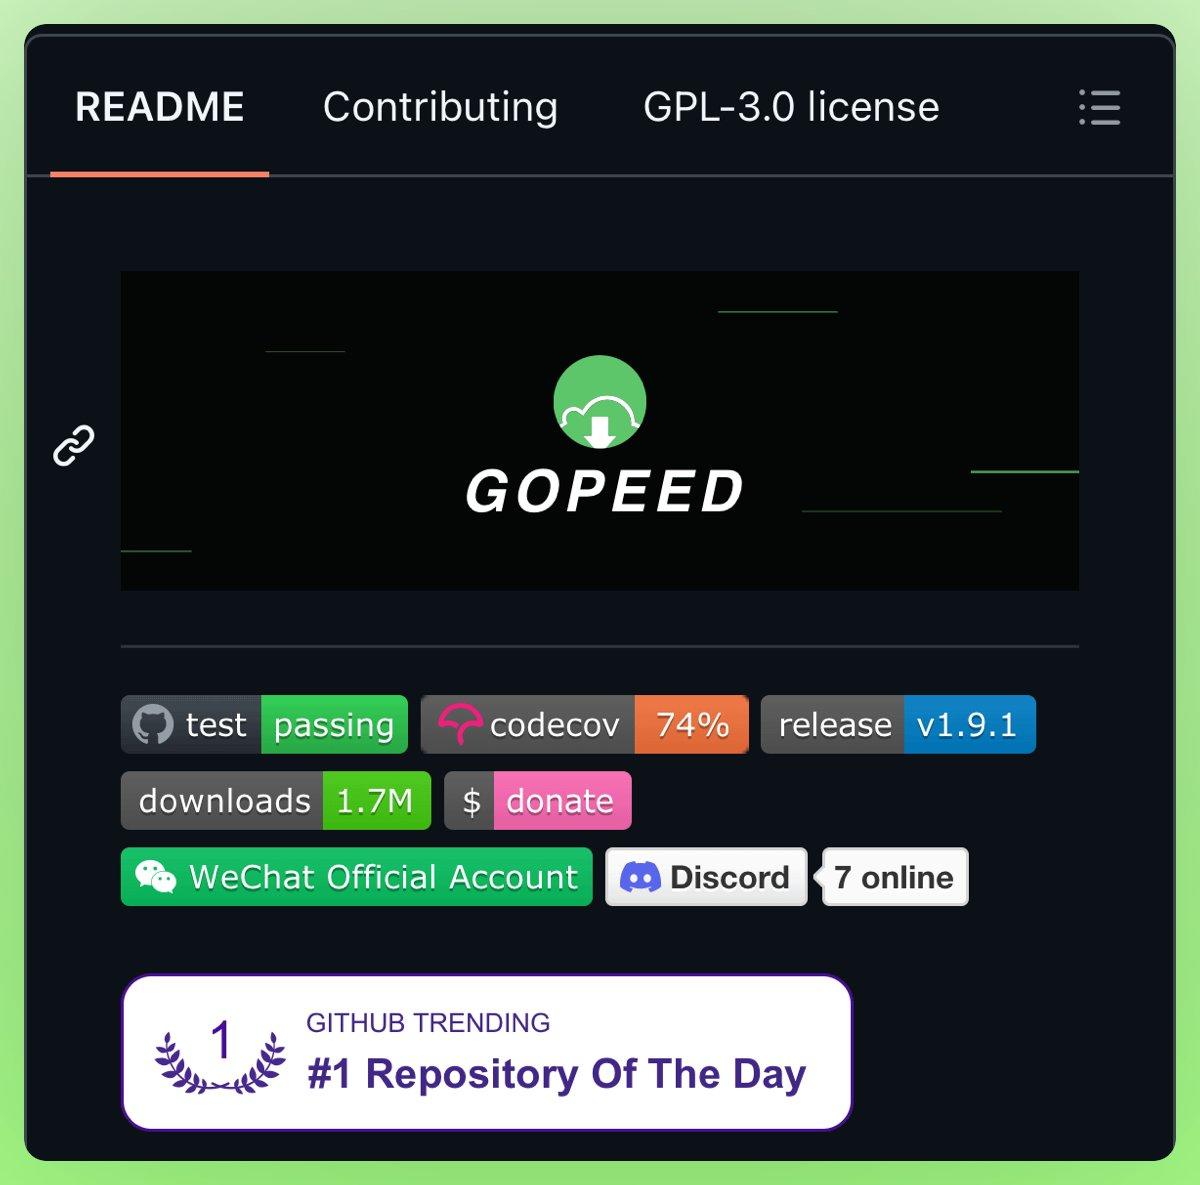 README Contributing GPL-3.0 license
GOPEED
test passing codecov 74% release v1.9.1
downloads 1.7M $ donate
WeChat Official Account Discord 7 online
1
GITHUB TRENDING
#1 Repository Of The Day